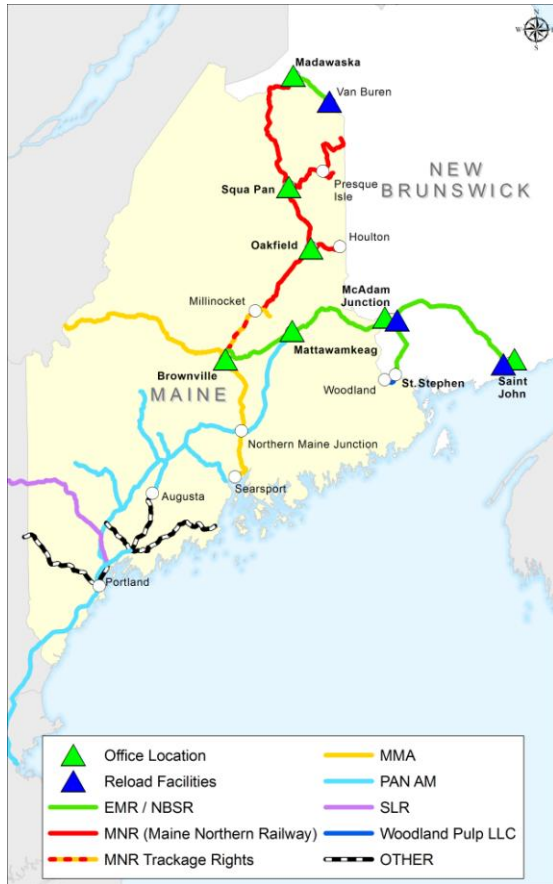 N
W
E
S
Madawaska
Van Buren
NEW
BRUNSWICK
Squa Pan
Presque
Isle
Oakfield
Houlton
McAdam
Junction
Millinocket
Mattawamkeag
Brownville
MAINE
Woodland
St.Stephen
Saint
John
Northern Maine Junction
Searsport
Augusta
Portland
Office Location
Reload Facilities
EMR / NBSR
MNR (Maine Northern Railway)
MNR Trackage Rights
MMA
PAN AM
SLR
Woodland Pulp LLC
OTHER